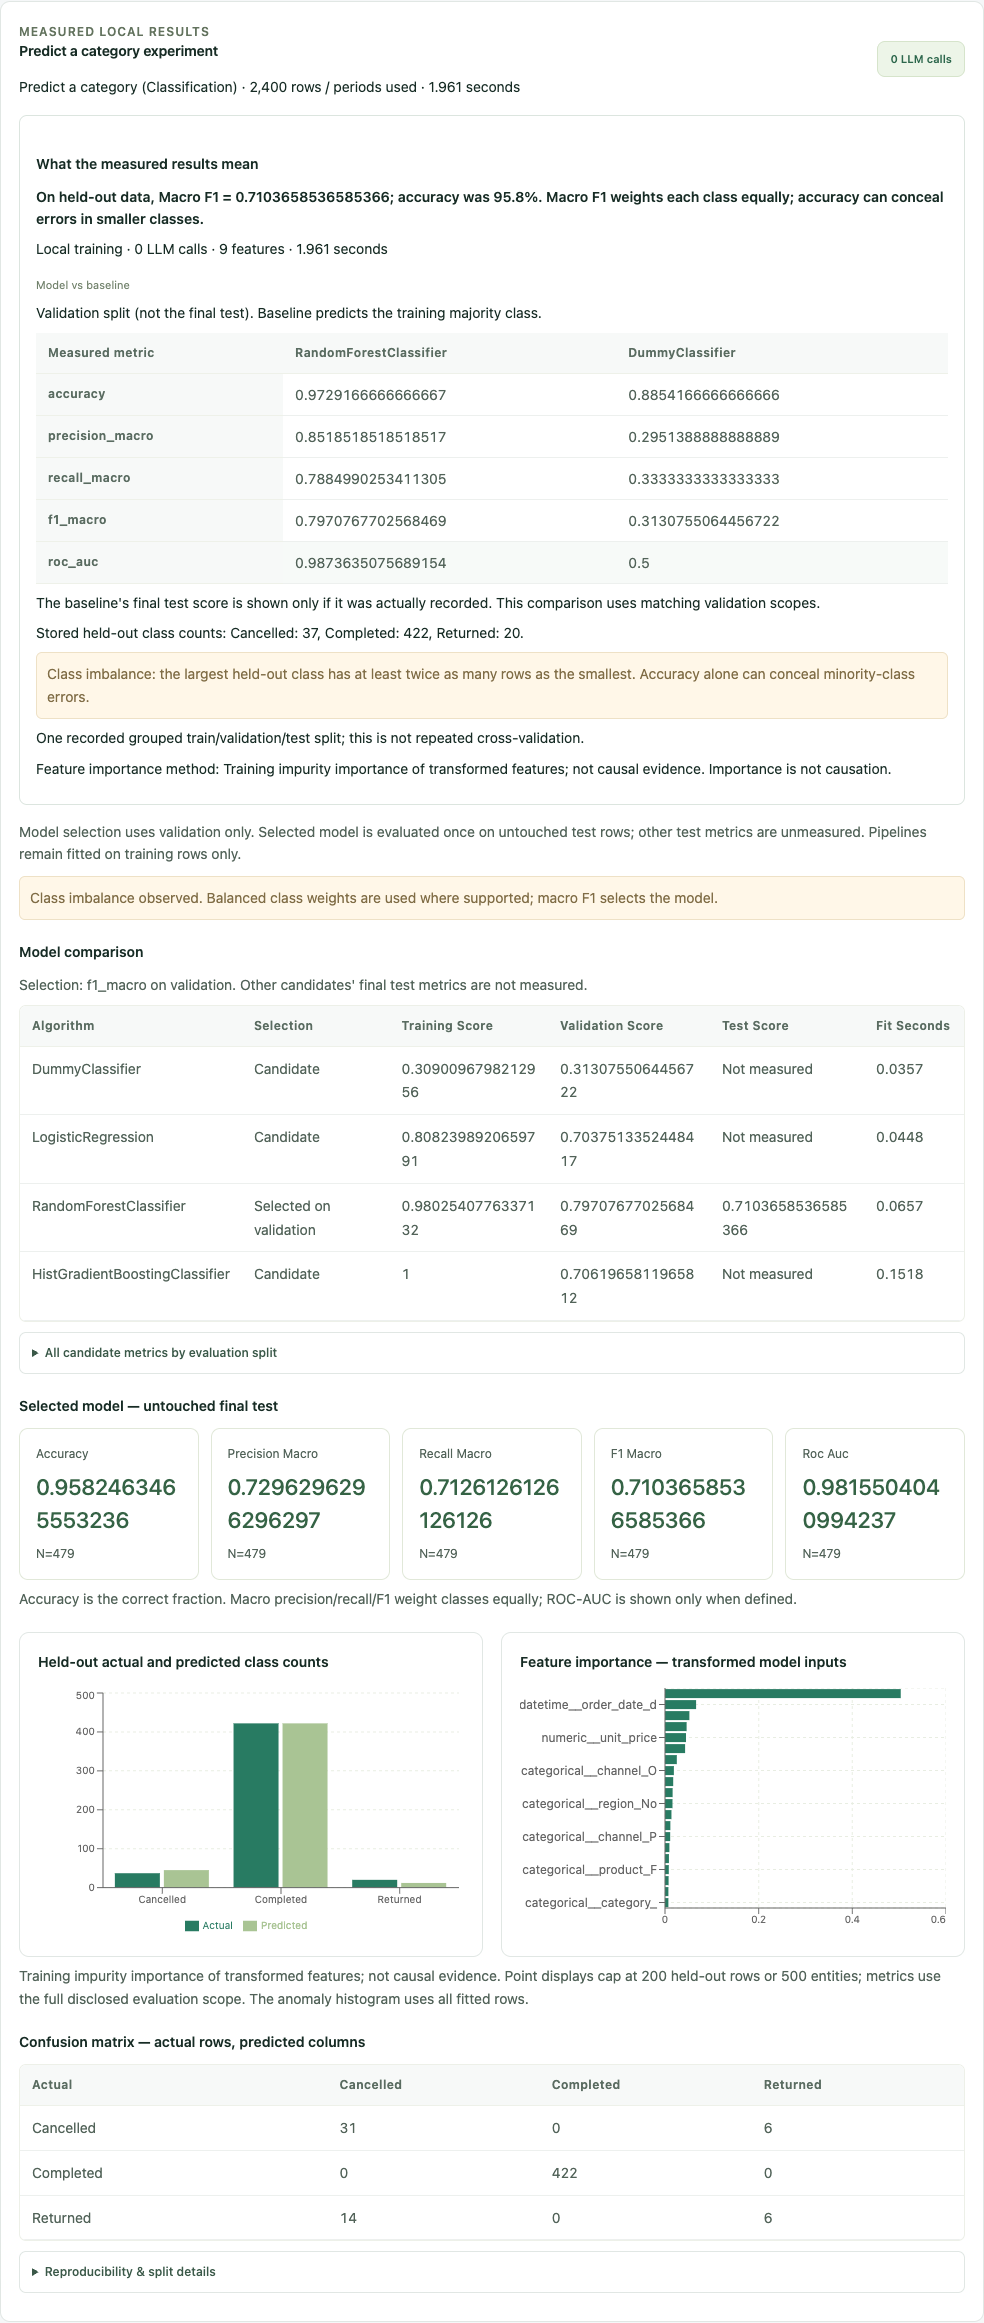 MEASURED LOCAL RESULTS
Predict a category experiment
0 LLM calls
Predict a category (Classification) · 2,400 rows / periods used · 1.961 seconds
What the measured results mean
On held-out data, Macro F1 = 0.7103658536585366; accuracy was 95.8%. Macro F1 weights each class equally; accuracy can conceal
errors in smaller classes.
Local training · 0 LLM calls · 9 features · 1.961 seconds
Model vs baseline
Validation split (not the final test). Baseline predicts the training majority class.
Measured metric RandomForestClassifier DummyClassifier
accuracy 0.9729166666666667 0.8854166666666666
precision_macro 0.8518518518518517 0.2951388888888889
recall_macro 0.7884990253411305 0.3333333333333333
f1_macro 0.7970767702568469 0.3130755064456722
roc_auc 0.9873635075689154 0.5
The baseline's final test score is shown only if it was actually recorded. This comparison uses matching validation scopes.
Stored held-out class counts: Cancelled: 37, Completed: 422, Returned: 20.
Class imbalance: the largest held-out class has at least twice as many rows as the smallest. Accuracy alone can conceal minority-class
errors.
One recorded grouped train/validation/test split; this is not repeated cross-validation.
Feature importance method: Training impurity importance of transformed features; not causal evidence. Importance is not causation.
Model selection uses validation only. Selected model is evaluated once on untouched test rows; other test metrics are unmeasured. Pipelines
remain fitted on training rows only.
Class imbalance observed. Balanced class weights are used where supported; macro F1 selects the model.
Model comparison
Selection: f1_macro on validation. Other candidates' final test metrics are not measured.
Algorithm Selection Training Score Validation Score Test Score Fit Seconds
DummyClassifier Candidate 0.30900967982129 0.31307550644567 Not measured 0.0357
56 22
LogisticRegression Candidate 0.80823989206597 0.70375133524484 Not measured 0.0448
91 17
RandomForestClassifier Selected on 0.98025407763371 0.79707677025684 0.7103658536585 0.0657
validation 32 69 366
HistGradientBoostingClassifier Candidate 1 0.70619658119658 Not measured 0.1518
12
▶ All candidate metrics by evaluation split
Selected model — untouched final test
Accuracy Precision Macro Recall Macro F1 Macro Roc Auc
0.958246346 0.729629629 0.7126126126 0.710365853 0.981550404
5553236 6296297 126126 6585366 0994237
N=479 N=479 N=479 N=479 N=479
Accuracy is the correct fraction. Macro precision/recall/F1 weight classes equally; ROC-AUC is shown only when defined.
Held-out actual and predicted class counts
500
400
300
200
100
0
Cancelled Completed Returned
Actual Predicted
Feature importance — transformed model inputs
datetime__order_date_d
numeric__unit_price
categorical__channel_O
categorical__region_No
categorical__channel_P
categorical__product_F
categorical__category_
0 0.2 0.4 0.6
Training impurity importance of transformed features; not causal evidence. Point displays cap at 200 held-out rows or 500 entities; metrics use
the full disclosed evaluation scope. The anomaly histogram uses all fitted rows.
Confusion matrix — actual rows, predicted columns
Actual Cancelled Completed Returned
Cancelled 31 0 6
Completed 0 422 0
Returned 14 0 6
▶ Reproducibility & split details